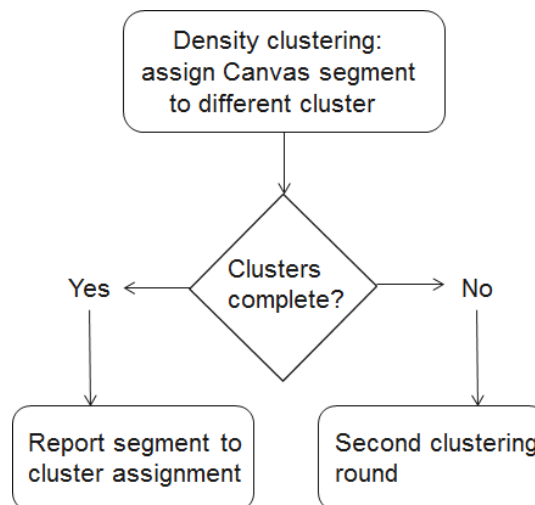 Density clustering:
assign Canvas segment
to different cluster
Clusters
complete?
Yes
No
Report segment to
cluster assignment
Second clustering
round